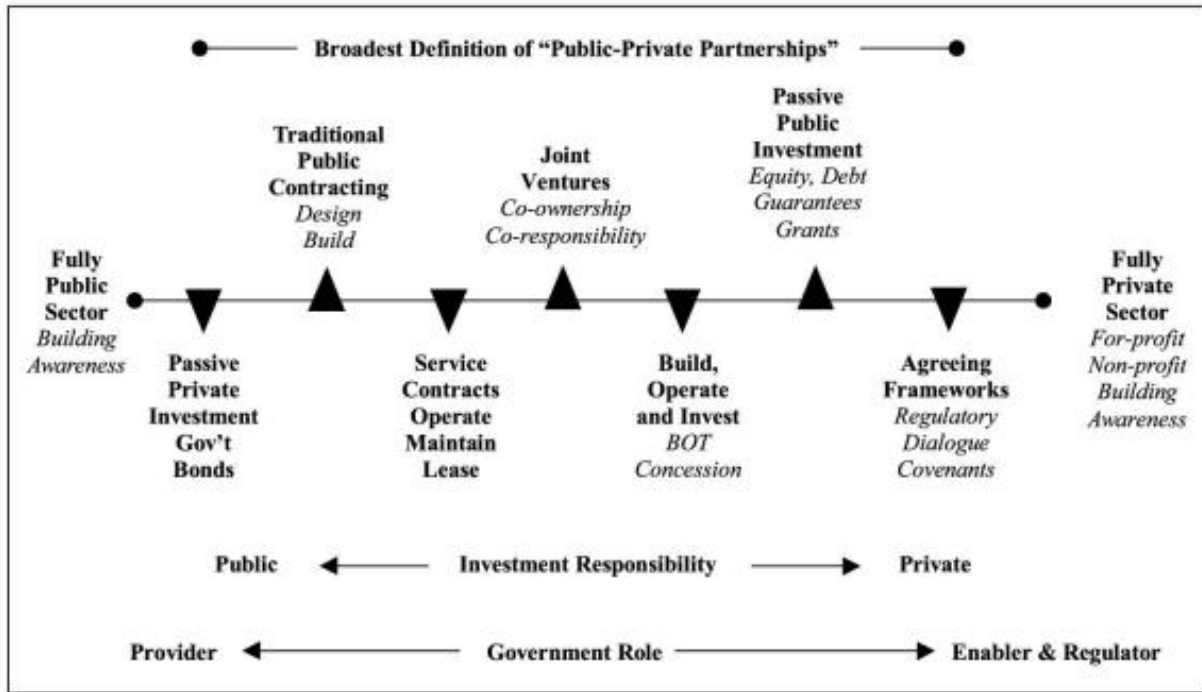 Broadest Definition of “Public-Private Partnerships”
Traditional
Public
Contracting
Design
Build
Joint
Ventures
Co-ownership
Co-responsibility
Passive
Public
Investment
Equity, Debt
Guarantees
Grants
Fully
Public
Sector
Building
Awareness
Fully
Private
Sector
For-profit
Non-profit
Building
Awareness
Passive
Private
Investment
Gov’t
Bonds
Service
Contracts
Operate
Maintain
Lease
Build,
Operate
and Invest
BOT
Concession
Agreeing
Frameworks
Regulatory
Dialogue
Covenants
Public Investment Responsibility Private
Provider Government Role Enabler & Regulator